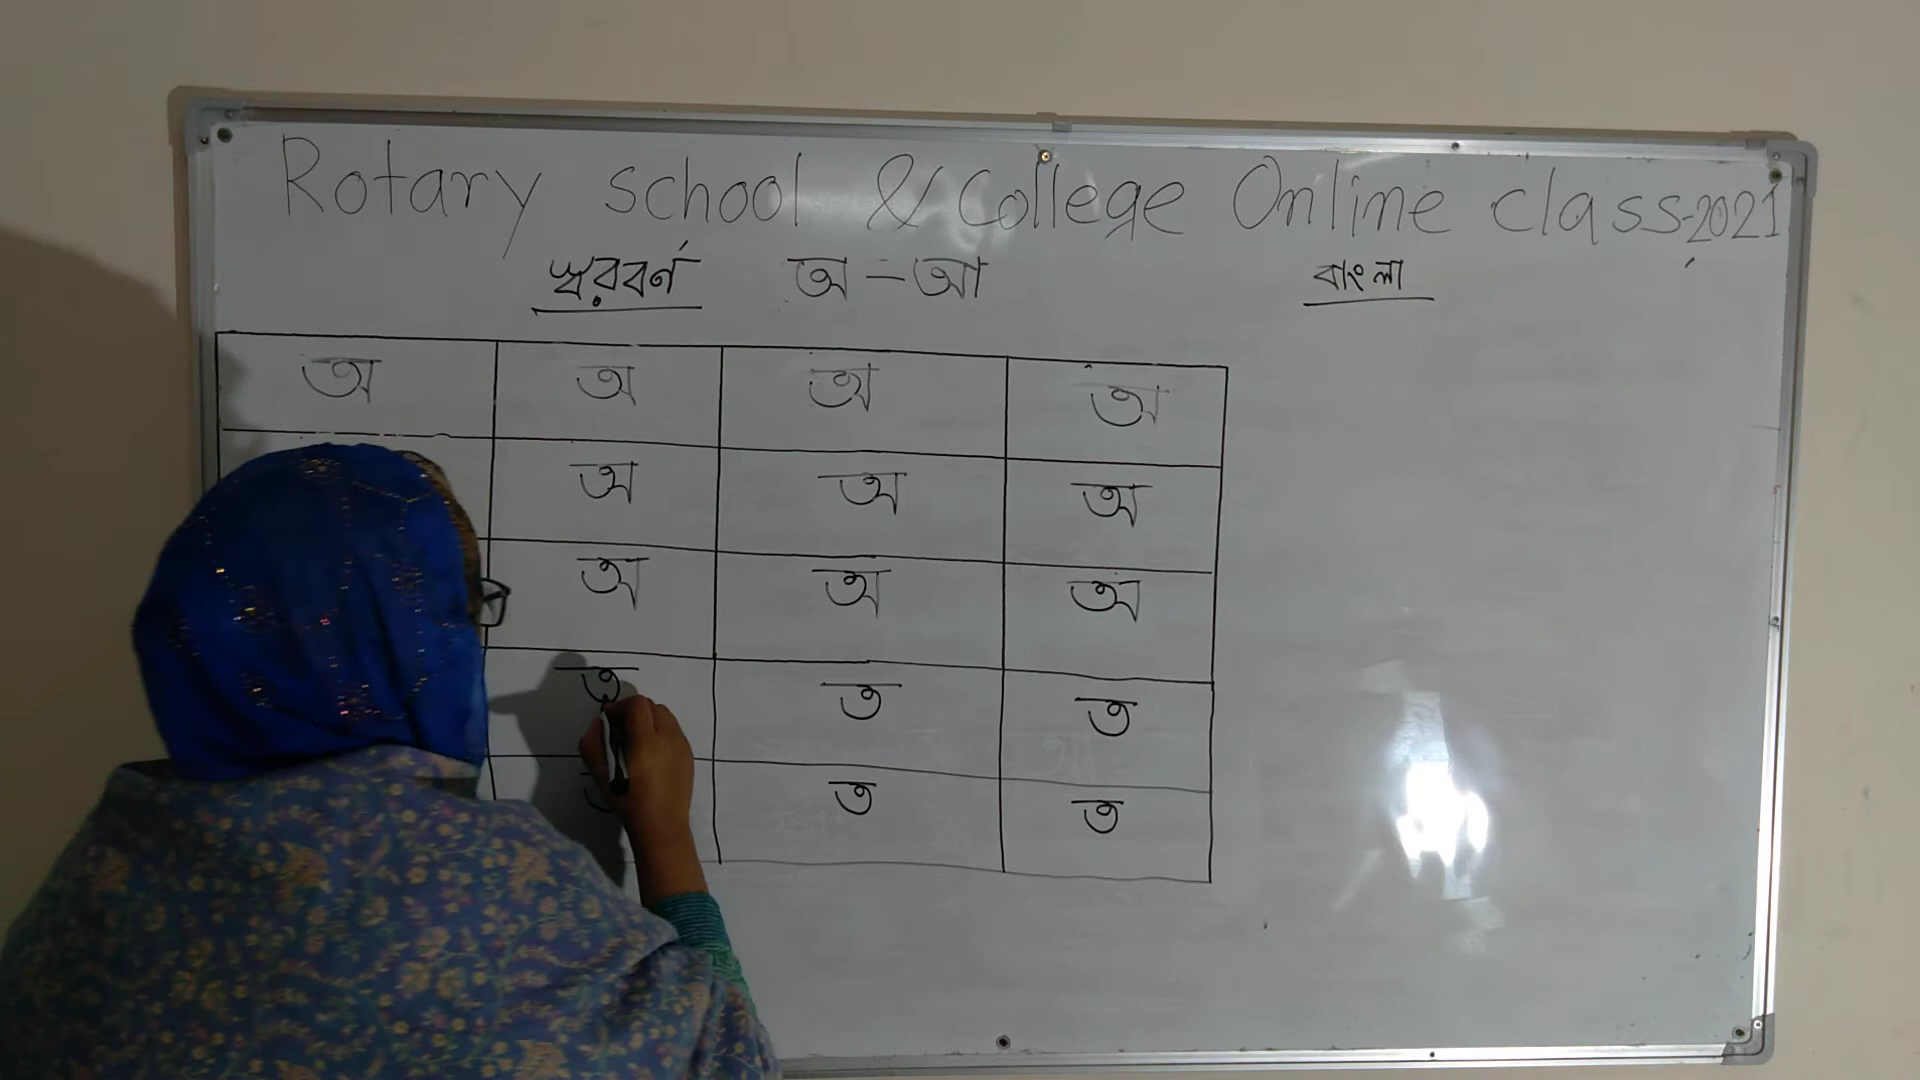 Rotary school & College Online class-2021
স্বরবর্ণ অ - আ বাংলা
অ অ অ অ
অ অ অ
অ অ অ
ত ত ত
ত ত